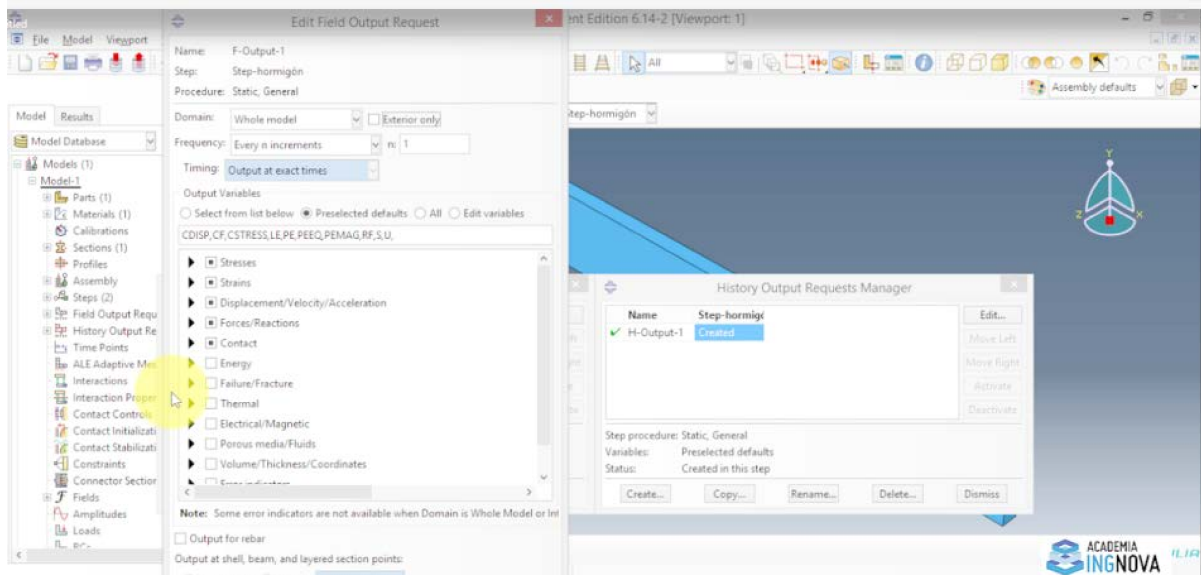 Edit Field Output Request
ent Edition 6.14-2 [Viewport: 1]
File Model Viewport
Name: F-Output-1
Step: Step-hormigón
Procedure: Static, General
All
Assembly defaults
Model Results
Domain: Whole model Exterior only
Step-hormigón
Model Database
Frequency: Every n increments n: 1
Timing: Output at exact times
Models (1)
Model-1
Parts (1)
Materials (1)
Calibrations
Sections (1)
Profiles
Assembly
Steps (2)
Field Output Requ
History Output Re
Time Points
ALE Adaptive Mes
Interactions
Interaction Proper
Contact Controls
Contact Initializati
Contact Stabilizati
Constraints
Connector Section
Fields
Amplitudes
Loads
BCs
Output Variables
Select from list below Preselected defaults All Edit variables
CDISP,CF,CSTRESS,LE,PE,PEEQ,PEMAG,RF,S,U,
Stresses
Strains
Displacement/Velocity/Acceleration
Forces/Reactions
Contact
Energy
Failure/Fracture
Thermal
Electrical/Magnetic
Porous media/Fluids
Volume/Thickness/Coordinates
Error indicators
Note: Some error indicators are not available when Domain is Whole Model or Int
Output for rebar
Output at shell, beam, and layered section points:
Y
Z X
History Output Requests Manager
Name Step-hormigó
H-Output-1 Created
Edit...
Move Left
Move Right
Activate
Deactivate
Step procedure: Static, General
Variables: Preselected defaults
Status: Created in this step
Create... Copy... Rename... Delete... Dismiss
ACADEMIA
INGNOVA